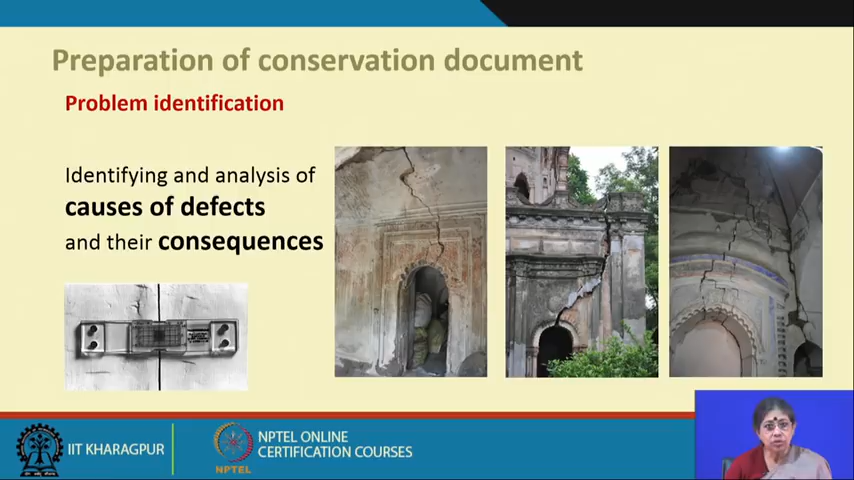 Preparation of conservation document
Problem identification
Identifying and analysis of
causes of defects
and their consequences
IIT KHARAGPUR
NPTEL
NPTEL ONLINE
CERTIFICATION COURSES